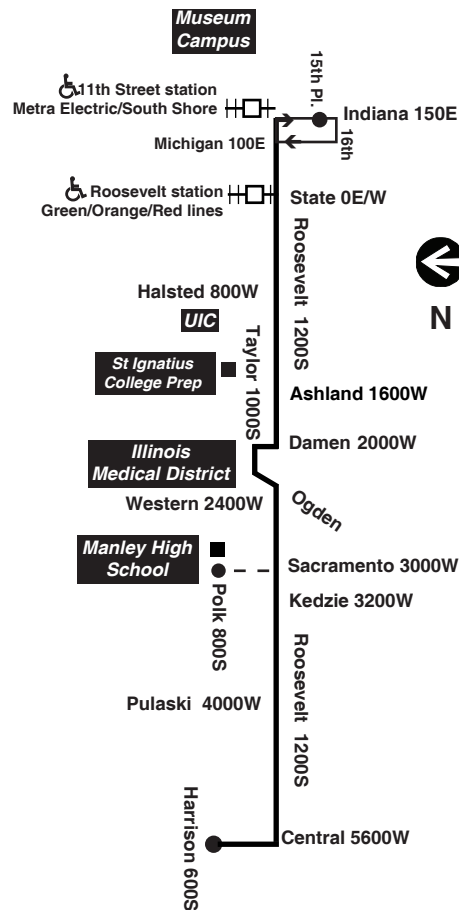 Museum
Campus
15th Pl.
11th Street station
Metra Electric/South Shore
Indiana 150E
Michigan 100E
16th
Roosevelt station
Green/Orange/Red lines
State 0E/W
Roosevelt 1200S
N
Halsted 800W
UIC
Taylor 1000S
St Ignatius
College Prep
Ashland 1600W
Damen 2000W
Illinois
Medical District
Western 2400W
Ogden
Manley High
School
Sacramento 3000W
Polk 800S
Kedzie 3200W
Roosevelt 1200S
Pulaski 4000W
Harrison 600S
Central 5600W